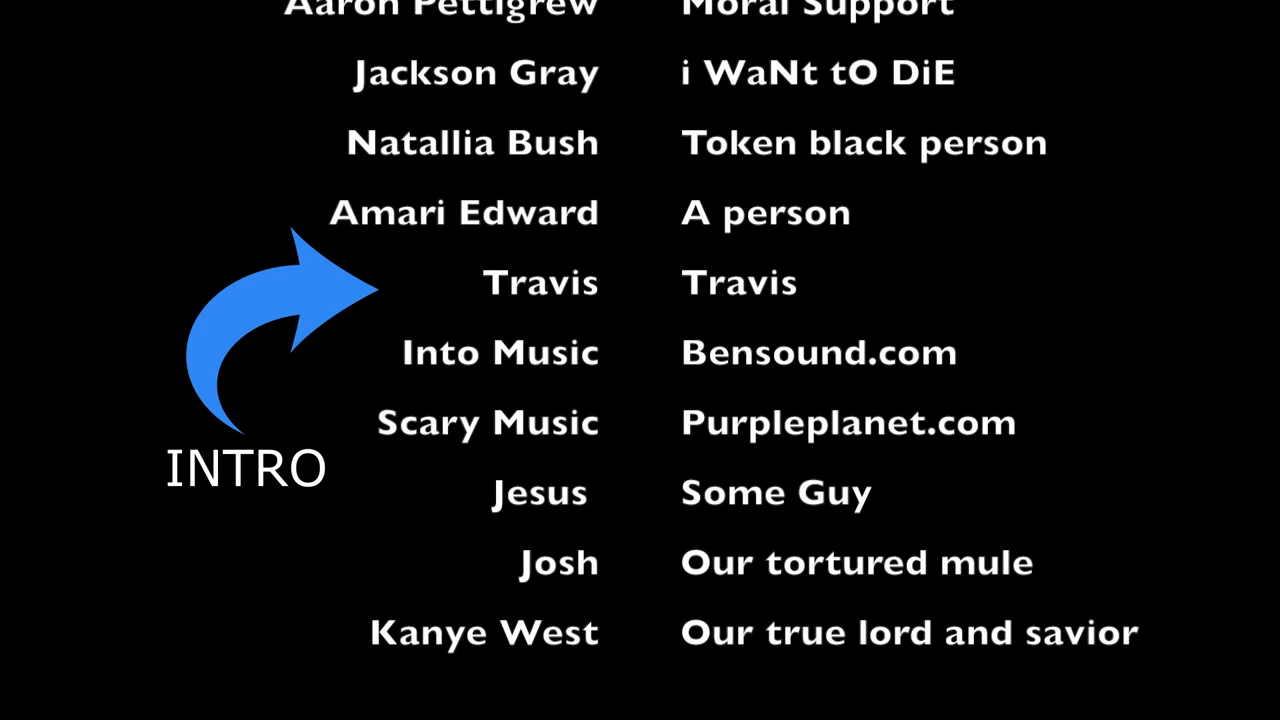 Aaron Pettigrew Moral Support
Jackson Gray i WaNt tO DiE
Natallia Bush Token black person
Amari Edward A person
Travis Travis
Into Music Bensound.com
Scary Music Purpleplanet.com
INTRO
Jesus Some Guy
Josh Our tortured mule
Kanye West Our true lord and savior